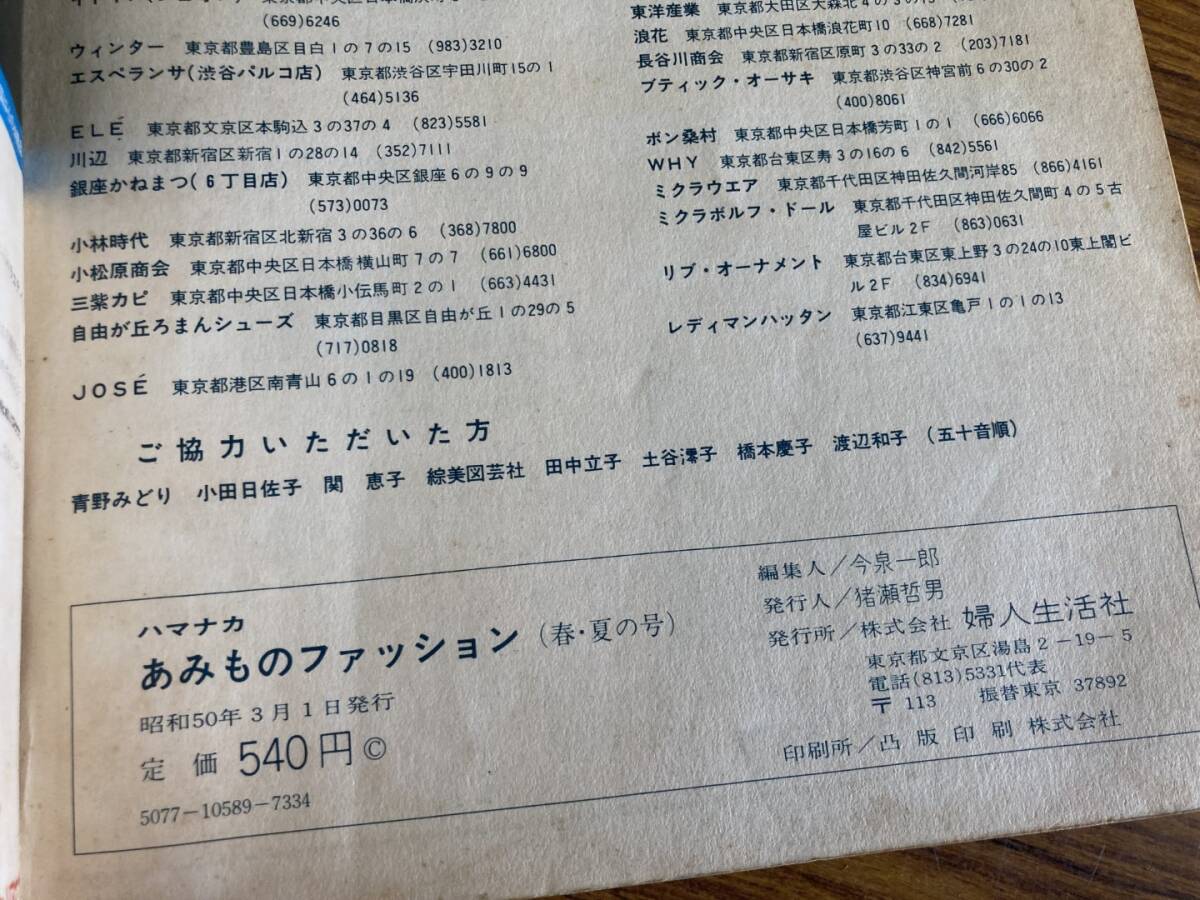 (669)6246
ウィンター 東京都豊島区目白1の7の15 (983)3210
エスペランサ(渋谷パルコ店) 東京都渋谷区宇田川町15の1
(464)5136
ELÉ 東京都文京区本駒込3の37の4 (823)5581
川辺 東京都新宿区新宿1の28の14 (352)7111
銀座かねまつ(6丁目店) 東京都中央区銀座6の9の9
(573)0073
小林時代 東京都新宿区北新宿3の36の6 (368)7800
小松原商会 東京都中央区日本橋横山町7の7 (661)6800
三紫カピ 東京都中央区日本橋小伝馬町2の1 (663)4431
自由が丘ろまんシューズ 東京都目黒区自由が丘1の29の5
(717)0818
JOSÉ 東京都港区南青山6の1の19 (400)1813
東洋産業 東京都大田区大森北4の3の
浪花 東京都中央区日本橋浪花町10 (668)7281
長谷川商会 東京都新宿区原町3の33の2 (203)7181
ブティック・オーサキ 東京都渋谷区神宮前6の30の2
(400)8061
ボン桑村 東京都中央区日本橋芳町1の1 (666)6066
WHY 東京都台東区寿3の16の6 (842)5561
ミクラウエア 東京都千代田区神田佐久間河岸85 (866)4161
ミクラボルフ・ドール 東京都千代田区神田佐久間町4の5古
屋ビル2F (863)0631
リブ・オーナメント 東京都台東区東上野3の24の10東上閣ビ
ル2F (834)6941
レディマンハッタン 東京都江東区亀戸1の1の13
(637)9441
ご協力いただいた方
青野みどり 小田日佐子 関 恵子 綜美図芸社 田中立子 土谷澪子 橋本慶子 渡辺和子 (五十音順)
ハマナカ
あみものファッション (春・夏の号)
昭和50年3月1日発行
定 価 540円©
5077-10589-7334
編集人/今泉一郎
発行人/猪瀬哲男
発行所/株式会社 婦人生活社
東京都文京区湯島2-19-5
電話(813)5331代表
〒113 振替東京 37892
印刷所/凸版印刷株式会社